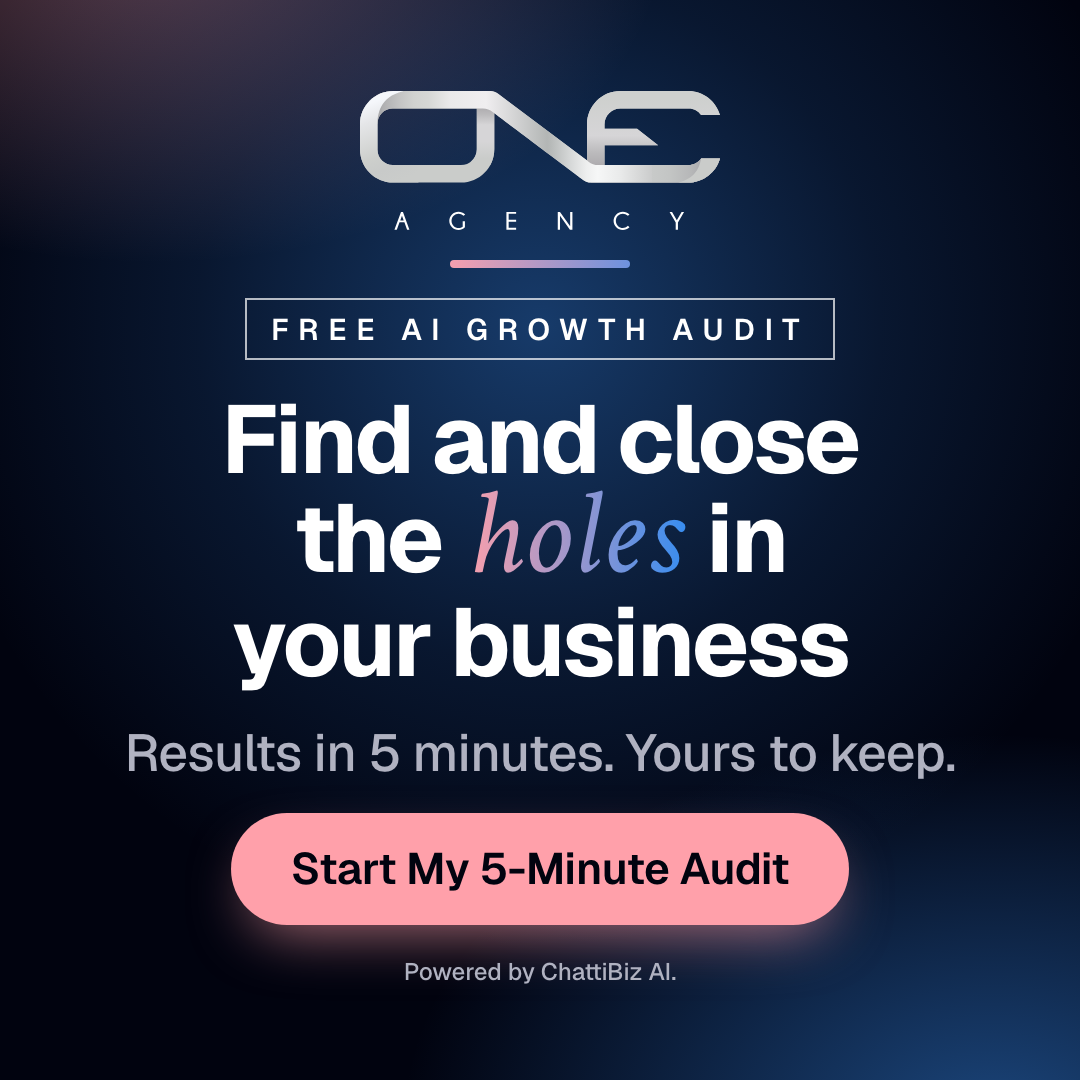 ONE
AGENCY
FREE AI GROWTH AUDIT
Find and close
the holes in
your business
Results in 5 minutes. Yours to keep.
Start My 5-Minute Audit
Powered by ChattiBiz AI.